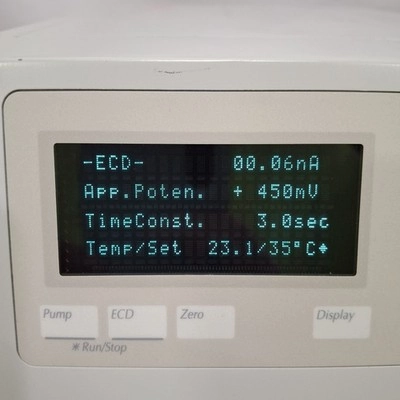 -ECD- 00.06nA
App.Poten. + 450mV
TimeConst. 3.0sec
Temp/Set 23.1/35°C♦
Pump ECD Zero Display
✳Run/Stop